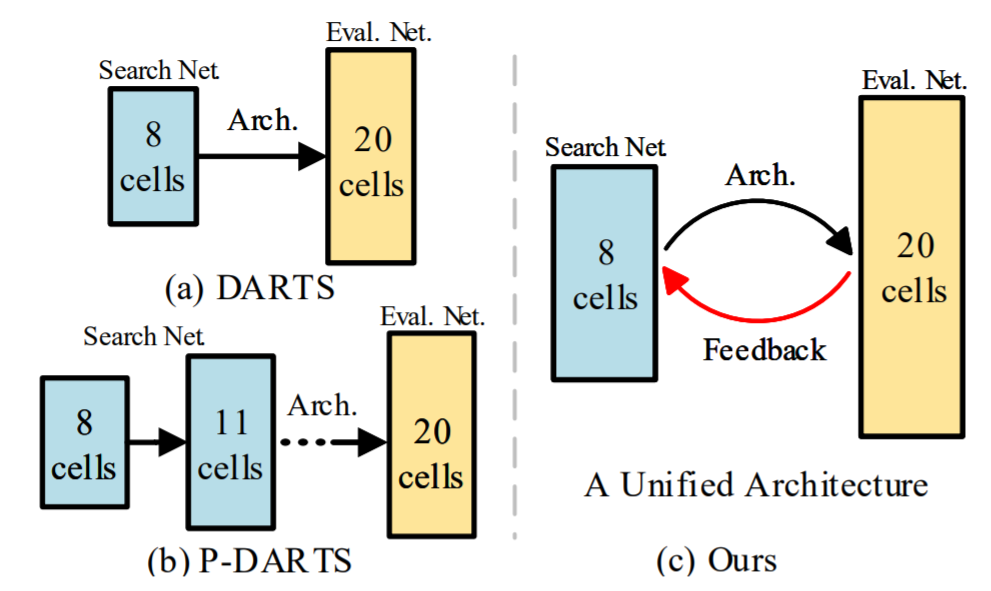 Eval. Net.
Search Net.
Arch.
8
cells
20
cells
(a) DARTS
Eval. Net.
Search Net.
Arch.
8
cells
11
cells
20
cells
(b) P-DARTS
Eval. Net.
Search Net.
Arch.
8
cells
20
cells
Feedback
A Unified Architecture
(c) Ours